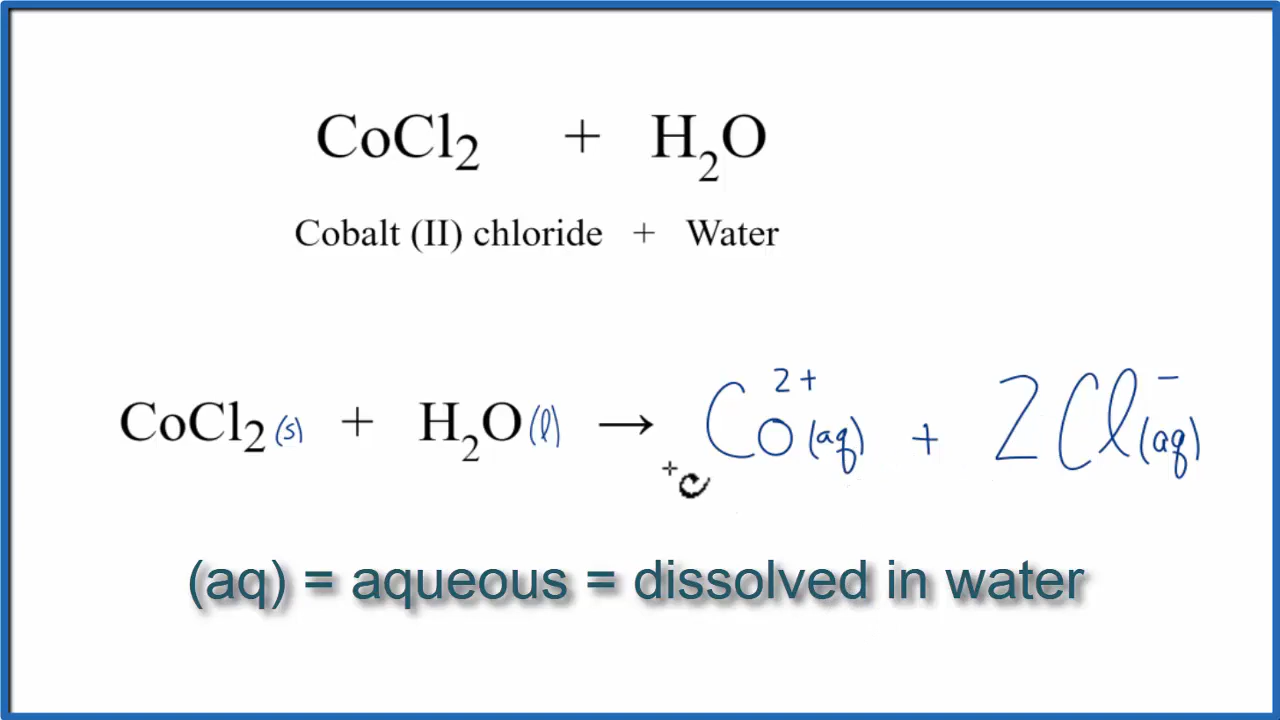 CoCl₂ + H₂O
Cobalt (II) chloride + Water
CoCl₂(s) + H₂O(l) → Co²⁺(aq) + 2Cl⁻(aq)
(aq) = aqueous = dissolved in water